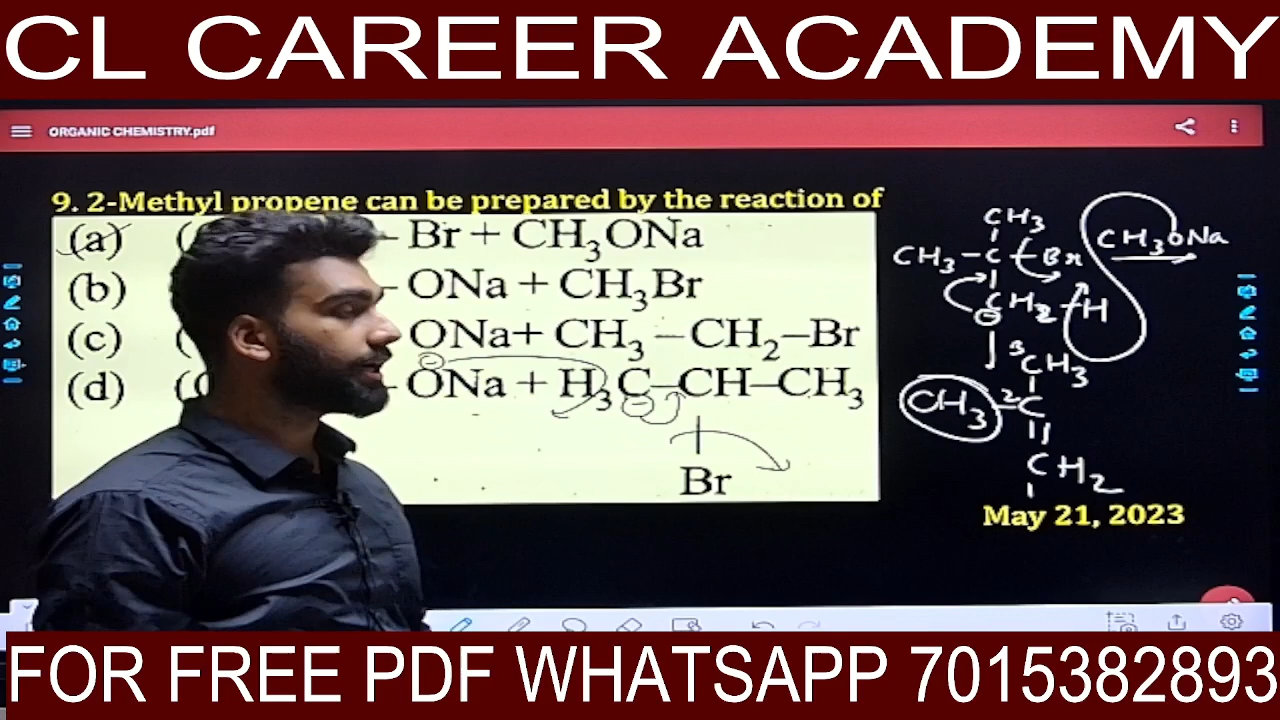 CL CAREER ACADEMY
ORGANIC CHEMISTRY.pdf
9. 2-Methyl propene can be prepared by the reaction of
(a) ( – Br + CH₃ONa
(b) – ONa + CH₃Br
(c) ( ONa+ CH₃ –CH₂–Br
(d) – ONa + H₃C–CH–CH₃
Br
CH₃
CH₃ – C – Br
CH₂ – H
CH₃ONa
³CH₃
CH₃ – ²C
CH₂
May 21, 2023
FOR FREE PDF WHATSAPP 7015382893